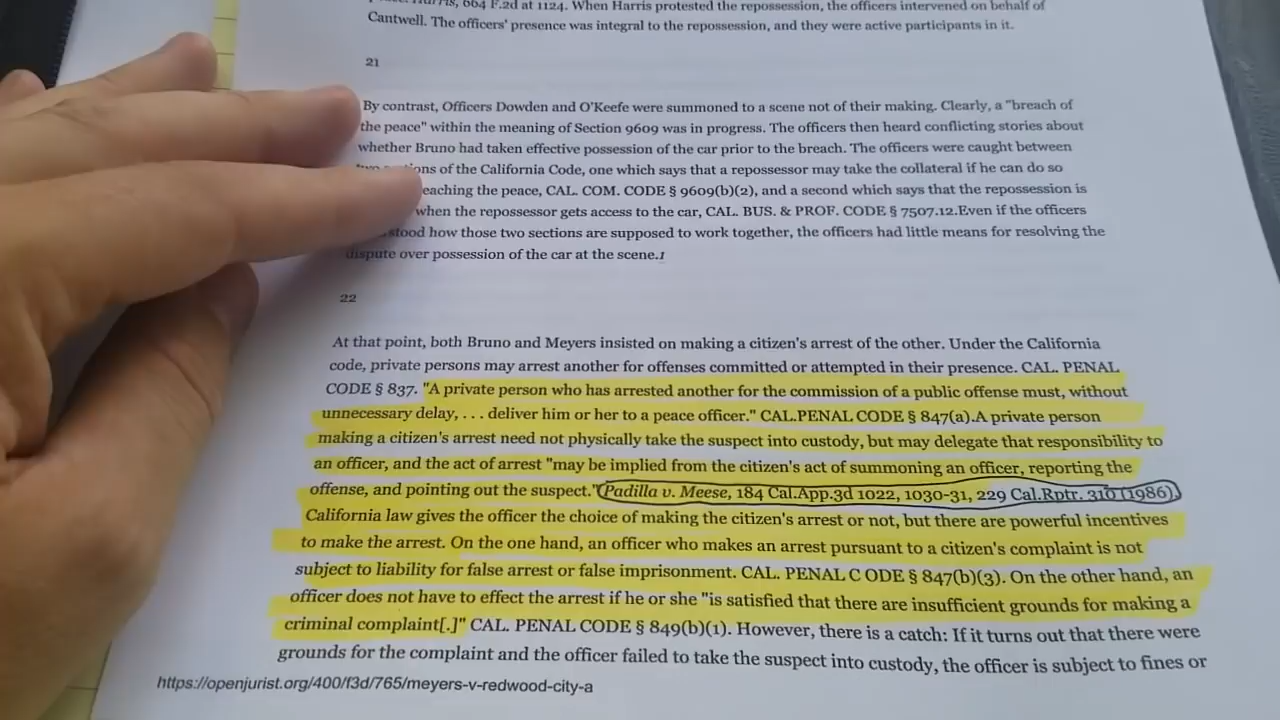 664 F.2d at 1124. When Harris protested the repossession, the officers intervened on behalf of
Cantwell. The officers' presence was integral to the repossession, and they were active participants in it.
21
By contrast, Officers Dowden and O'Keefe were summoned to a scene not of their making. Clearly, a "breach of
the peace" within the meaning of Section 9609 was in progress. The officers then heard conflicting stories about
whether Bruno had taken effective possession of the car prior to the breach. The officers were caught between
of the California Code, one which says that a repossessor may take the collateral if he can do so
the peace, CAL. COM. CODE § 9609(b)(2), and a second which says that the repossession is
when the repossessor gets access to the car, CAL. BUS. & PROF. CODE § 7507.12.Even if the officers
how those two sections are supposed to work together, the officers had little means for resolving the
dispute over possession of the car at the scene.1
22
At that point, both Bruno and Meyers insisted on making a citizen's arrest of the other. Under the California
code, private persons may arrest another for offenses committed or attempted in their presence. CAL. PENAL
CODE § 837. "A private person who has arrested another for the commission of a public offense must, without
unnecessary delay, . . . deliver him or her to a peace officer." CAL.PENAL CODE § 847(a).A private person
making a citizen's arrest need not physically take the suspect into custody, but may delegate that responsibility to
an officer, and the act of arrest "may be implied from the citizen's act of summoning an officer, reporting the
offense, and pointing out the suspect." Padilla v. Meese, 184 Cal.App.3d 1022, 1030-31, 229 Cal.Rptr. 310 (1986).
California law gives the officer the choice of making the citizen's arrest or not, but there are powerful incentives
to make the arrest. On the one hand, an officer who makes an arrest pursuant to a citizen's complaint is not
subject to liability for false arrest or false imprisonment. CAL. PENAL C ODE § 847(b)(3). On the other hand, an
officer does not have to effect the arrest if he or she "is satisfied that there are insufficient grounds for making a
criminal complaint[.]" CAL. PENAL CODE § 849(b)(1). However, there is a catch: If it turns out that there were
grounds for the complaint and the officer failed to take the suspect into custody, the officer is subject to fines or
https://openjurist.org/400/f3d/765/meyers-v-redwood-city-a